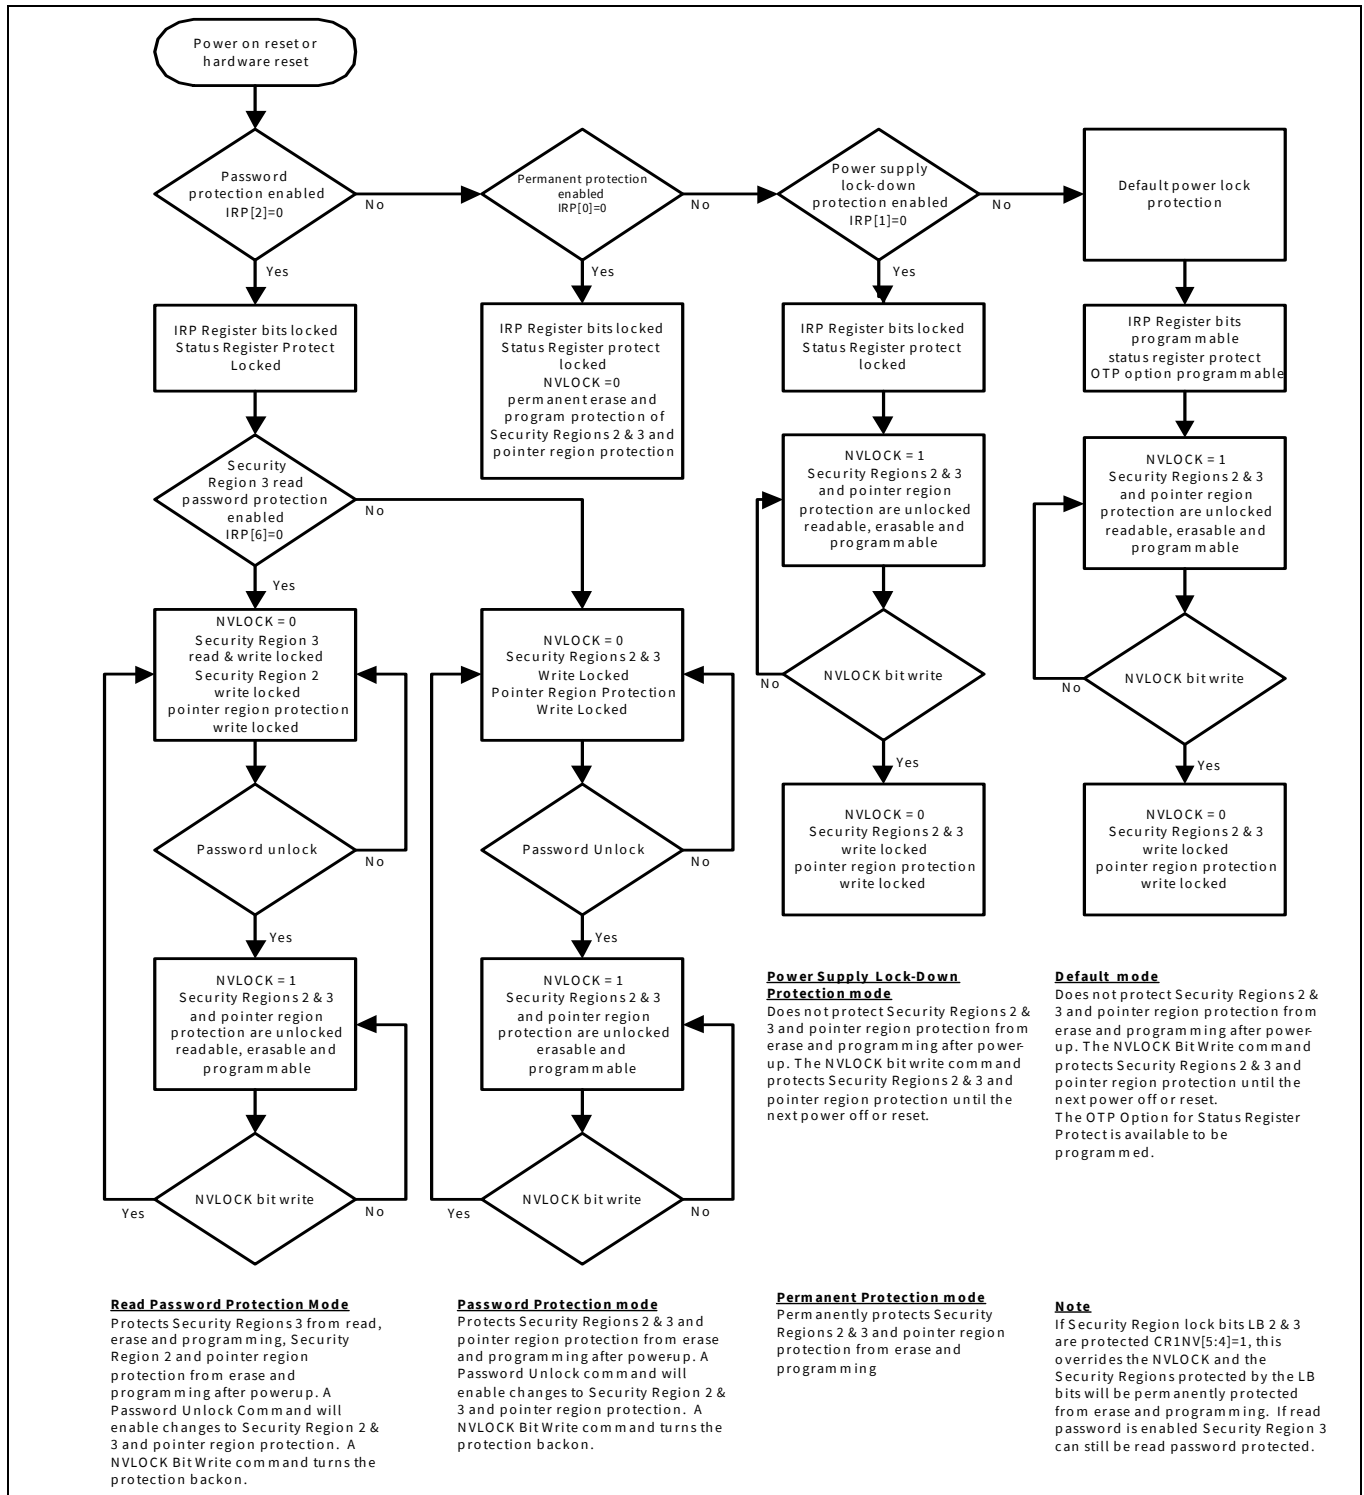 Power on reset or
hardware reset
Password
protection enabled
IRP[2]=0
No
Yes
Permanent protection
enabled
IRP[0]=0
No
Yes
Power supply
lock-down
protection enabled
IRP[1]=0
No
Yes
Default power lock
protection
IRP Register bits locked
Status Register Protect
Locked
IRP Register bits locked
Status Register protect
locked
NVLOCK =0
permanent erase and
program protection of
Security Regions 2 & 3 and
pointer region protection
IRP Register bits locked
Status Register protect
locked
IRP Register bits
programmable
status register protect
OTP option programmable
Security
Region 3 read
password protection
enabled
IRP[6]=0
No
Yes
NVLOCK = 1
Security Regions 2 & 3
and pointer region
protection are unlocked
readable, erasable and
programmable
NVLOCK = 1
Security Regions 2 & 3
and pointer region
protection are unlocked
readable, erasable and
programmable
NVLOCK = 0
Security Region 3
read & write locked
Security Region 2
write locked
pointer region protection
write locked
NVLOCK = 0
Security Regions 2 & 3
Write Locked
Pointer Region Protection
Write Locked
NVLOCK bit write
No
Yes
NVLOCK bit write
No
Yes
Password unlock
No
Yes
Password Unlock
No
Yes
NVLOCK = 0
Security Regions 2 & 3
write locked
pointer region protection
write locked
NVLOCK = 0
Security Regions 2 & 3
write locked
pointer region protection
write locked
NVLOCK = 1
Security Regions 2 & 3
and pointer region
protection are unlocked
readable, erasable and
programmable
NVLOCK = 1
Security Regions 2 & 3
and pointer region
protection are unlocked
erasable and
programmable
NVLOCK bit write
Yes
No
NVLOCK bit write
Yes
No
Power Supply Lock-Down
Protection mode
Does not protect Security Regions 2 &
3 and pointer region protection from
erase and programming after power-
up. The NVLOCK bit write command
protects Security Regions 2 & 3 and
pointer region protection until the
next power off or reset.
Default mode
Does not protect Security Regions 2 &
3 and pointer region protection from
erase and programming after power-
up. The NVLOCK Bit Write command
protects Security Regions 2 & 3 and
pointer region protection until the
next power off or reset.
The OTP Option for Status Register
Protect is available to be
programmed.
Read Password Protection Mode
Protects Security Regions 3 from read,
erase and programming, Security
Region 2 and pointer region
protection from erase and
programming after powerup. A
Password Unlock Command will
enable changes to Security Region 2 &
3 and pointer region protection. A
NVLOCK Bit Write command turns the
protection backon.
Password Protection mode
Protects Security Regions 2 & 3 and
pointer region protection from erase
and programming after powerup. A
Password Unlock command will
enable changes to Security Region 2 &
3 and pointer region protection. A
NVLOCK Bit Write command turns the
protection backon.
Permanent Protection mode
Permanently protects Security
Regions 2 & 3 and pointer region
protection from erase and
programming
Note
If Security Region lock bits LB 2 & 3
are protected CR1NV[5:4]=1, this
overrides the NVLOCK and the
Security Regions protected by the LB
bits will be permanently protected
from erase and programming. If read
password is enabled Security Region 3
can still be read password protected.